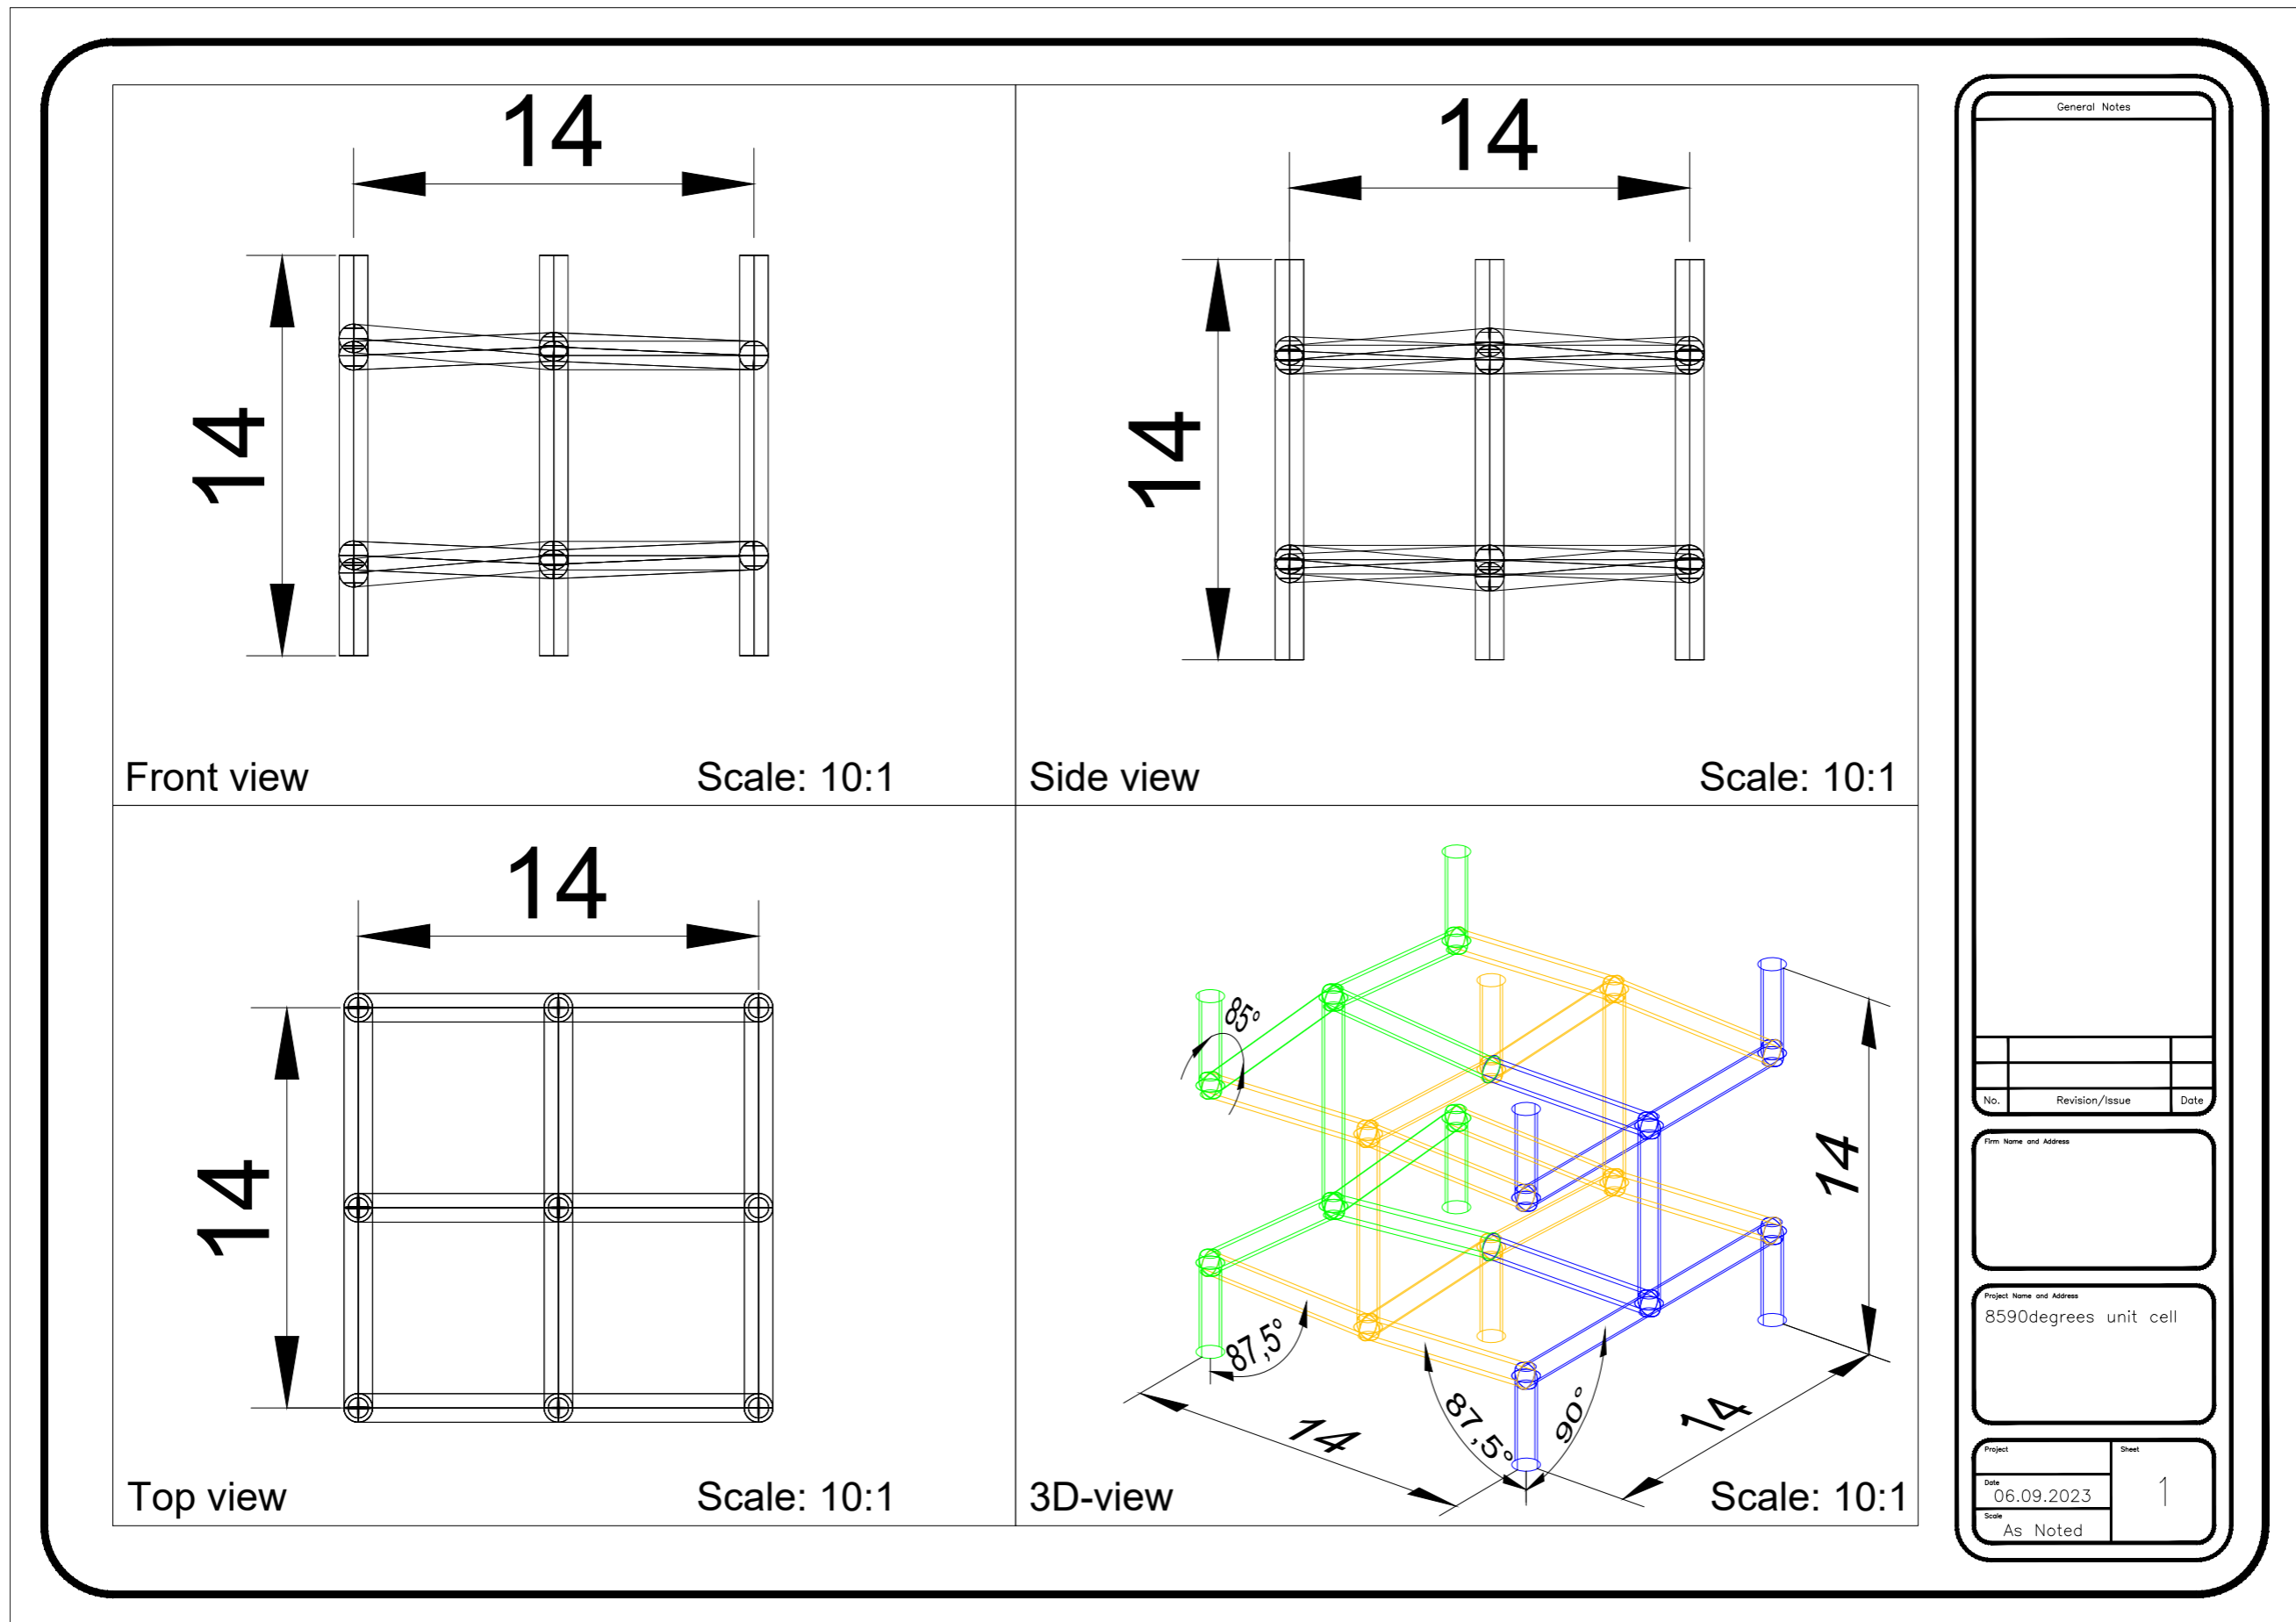 14
14
Front view
Scale: 10:1
14
14
Side view
Scale: 10:1
14
14
Top view
Scale: 10:1
85°
87,5°
87,5°
90°
14
14
14
3D-view
Scale: 10:1
General Notes
No.
Revision/Issue
Date
Firm Name and Address
Project Name and Address
8590degrees unit cell
Project
Sheet
Date
06.09.2023
1
Scale
As Noted